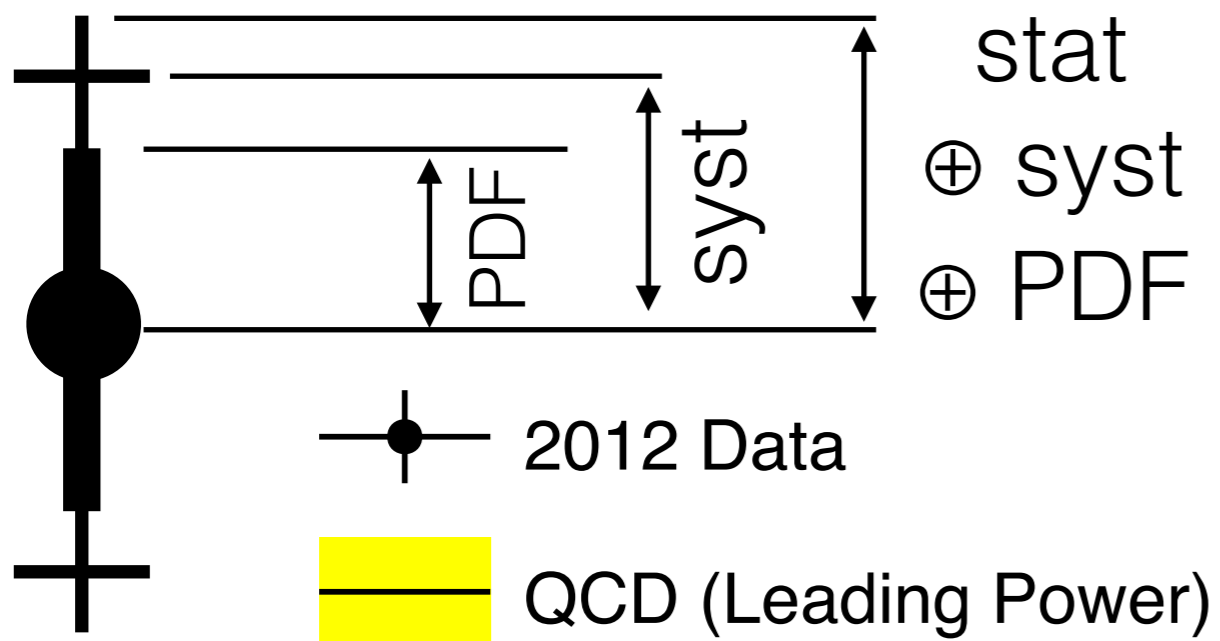 stat
⊕ syst
⊕ PDF
syst
PDF
2012 Data
QCD (Leading Power)